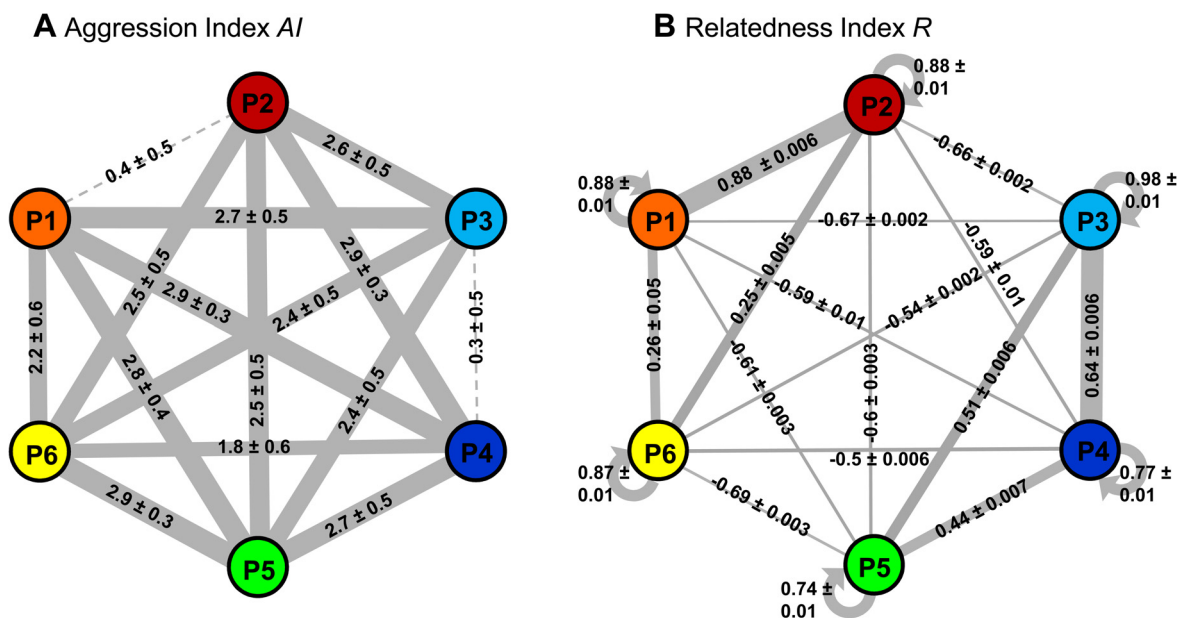 A Aggression Index AI
P2
P1
P3
P6
P4
P5
0.4 ± 0.5
2.6 ± 0.5
2.7 ± 0.5
2.5 ± 0.5
2.9 ± 0.3
2.9 ± 0.3
2.4 ± 0.5
2.2 ± 0.6
0.3 ± 0.5
2.8 ± 0.4
2.5 ± 0.5
2.4 ± 0.5
1.8 ± 0.6
2.9 ± 0.3
2.7 ± 0.5
B Relatedness Index R
P2
P1
P3
P6
P4
P5
0.88 ±
0.01
0.88 ± 0.006
-0.66 ± 0.002
0.88 ±
0.01
0.98 ±
0.01
-0.67 ± 0.002
0.25 ± 0.005
-0.59 ± 0.01
-0.59 ± 0.01
-0.54 ± 0.002
0.26 ± 0.05
0.64 ± 0.006
-0.61 ± 0.003
-0.6 ± 0.003
0.51 ± 0.006
-0.5 ± 0.006
0.87 ±
0.01
0.77 ±
0.01
-0.69 ± 0.003
0.44 ± 0.007
0.74 ±
0.01